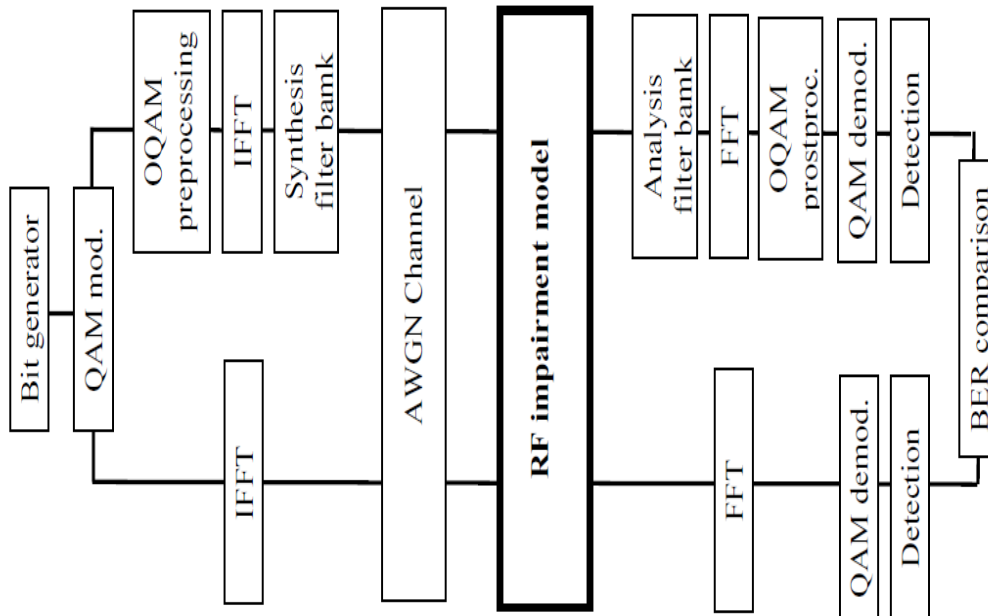 Bit generator
QAM mod.
OQAM
preprocessing
IFFT
Synthesis
filter bamk
IFFT
AWGN Channel
RF impairment model
Analysis
filter bank
FFT
OQAM
prostproc.
QAM demod.
Detection
FFT
QAM demod.
Detection
BER comparison